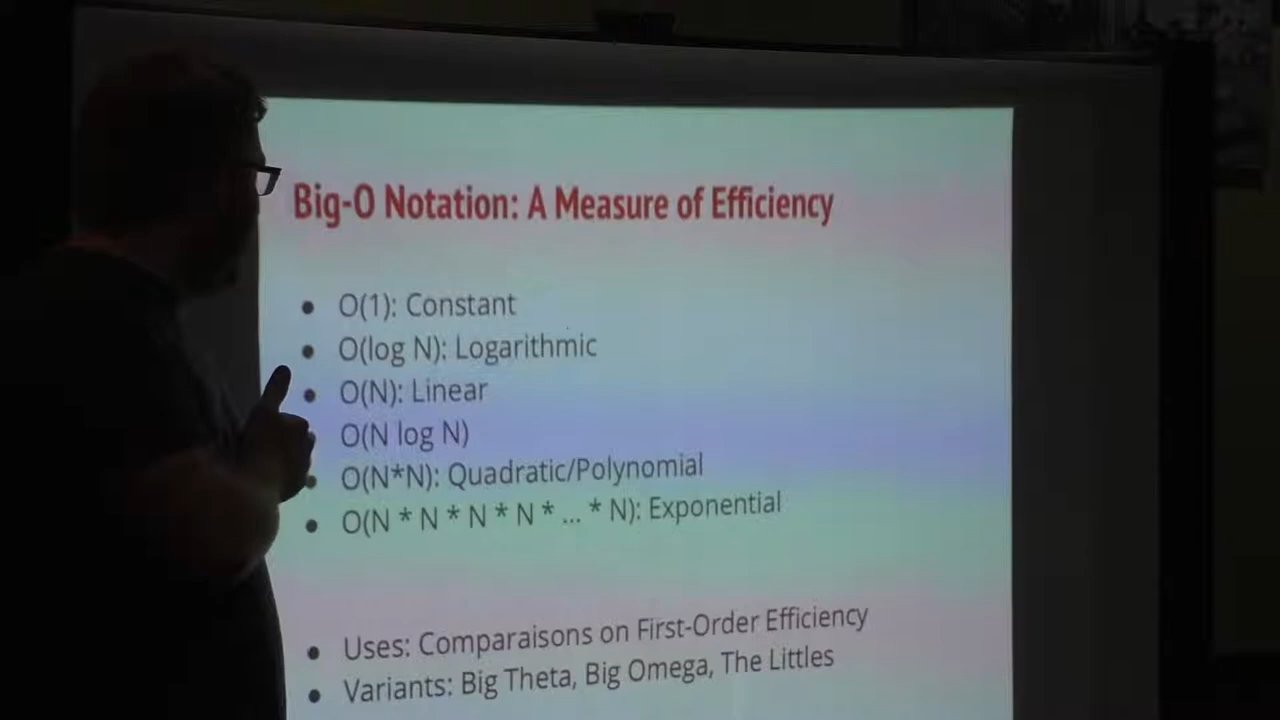 Big-O Notation: A Measure of Efficiency
• O(1): Constant
• O(log N): Logarithmic
• O(N): Linear
O(N log N)
• O(N*N): Quadratic/Polynomial
• O(N * N * N * N * ... * N): Exponential
• Uses: Comparaisons on First-Order Efficiency
• Variants: Big Theta, Big Omega, The Littles